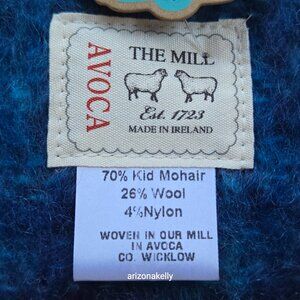 AVOCA
THE MILL
Est. 1723
MADE IN IRELAND
70% Kid Mohair
26% Wool
4%Nylon
WOVEN IN OUR MILL
IN AVOCA
CO. WICKLOW
arizonakelly